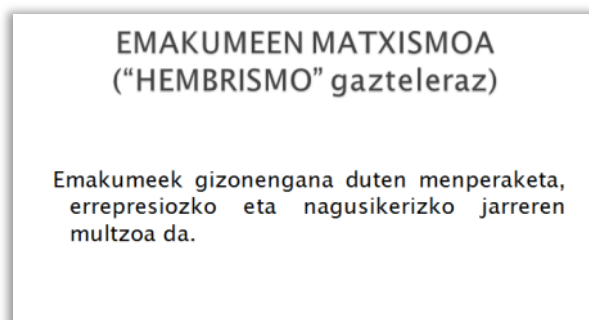 EMAKUMEEN MATXISMOA
(“HEMBRISMO” gazteleraz)
Emakumeek gizonengana duten menperaketa,
errepresiozko eta nagusikerizko jarreren
multzoa da.